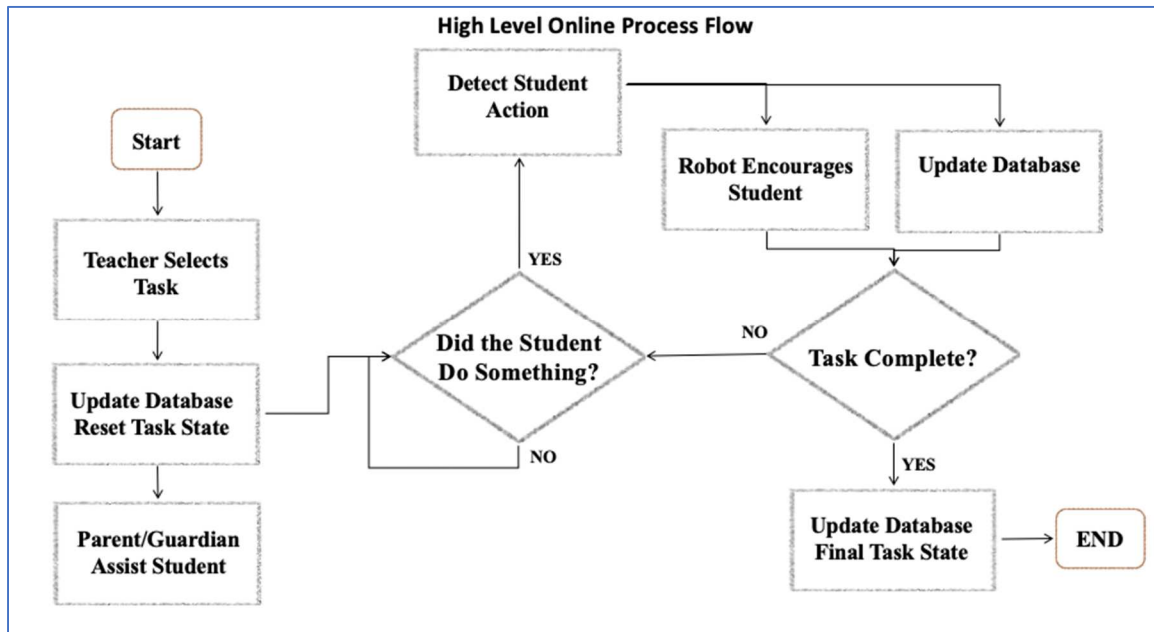 High Level Online Process Flow
Start
Teacher Selects
Task
Update Database
Reset Task State
Parent/Guardian
Assist Student
Did the Student
Do Something?
YES
NO
Detect Student
Action
Robot Encourages
Student
Update Database
Task Complete?
NO
YES
Update Database
Final Task State
END